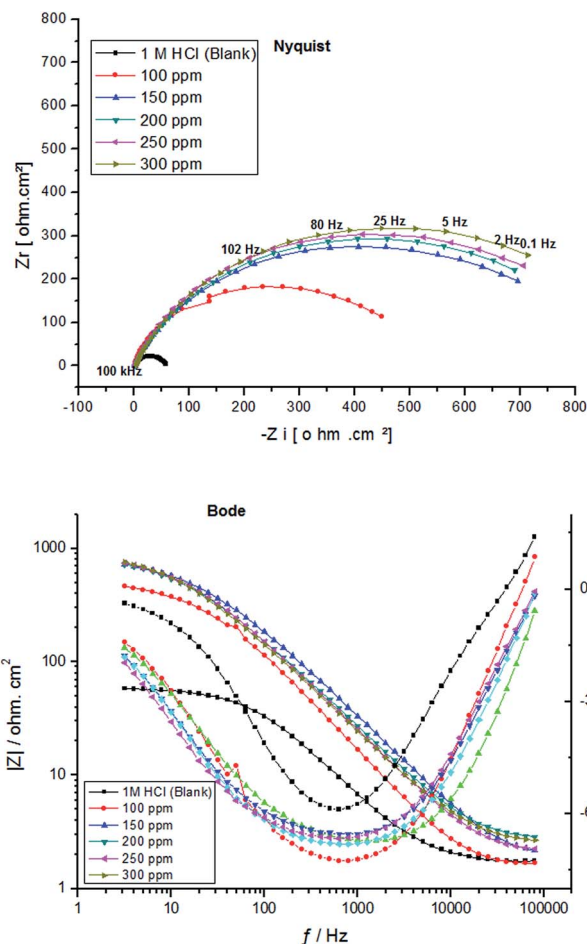 800
700
600
500
400
300
200
100
0
Zr [ ohm.cm²]
Nyquist
1 M HCl (Blank)
100 ppm
150 ppm
200 ppm
250 ppm
300 ppm
102 Hz
80 Hz
25 Hz
5 Hz
2 Hz
0.1 Hz
100 kHz
-100 0 100 200 300 400 500 600 700 800
-Z i [ o hm .cm ²]
Bode
1000
100
10
1
|Z| / ohm. cm²
0
1M HCl (Blank)
100 ppm
150 ppm
200 ppm
250 ppm
300 ppm
1 10 100 1000 10000 100000
f / Hz